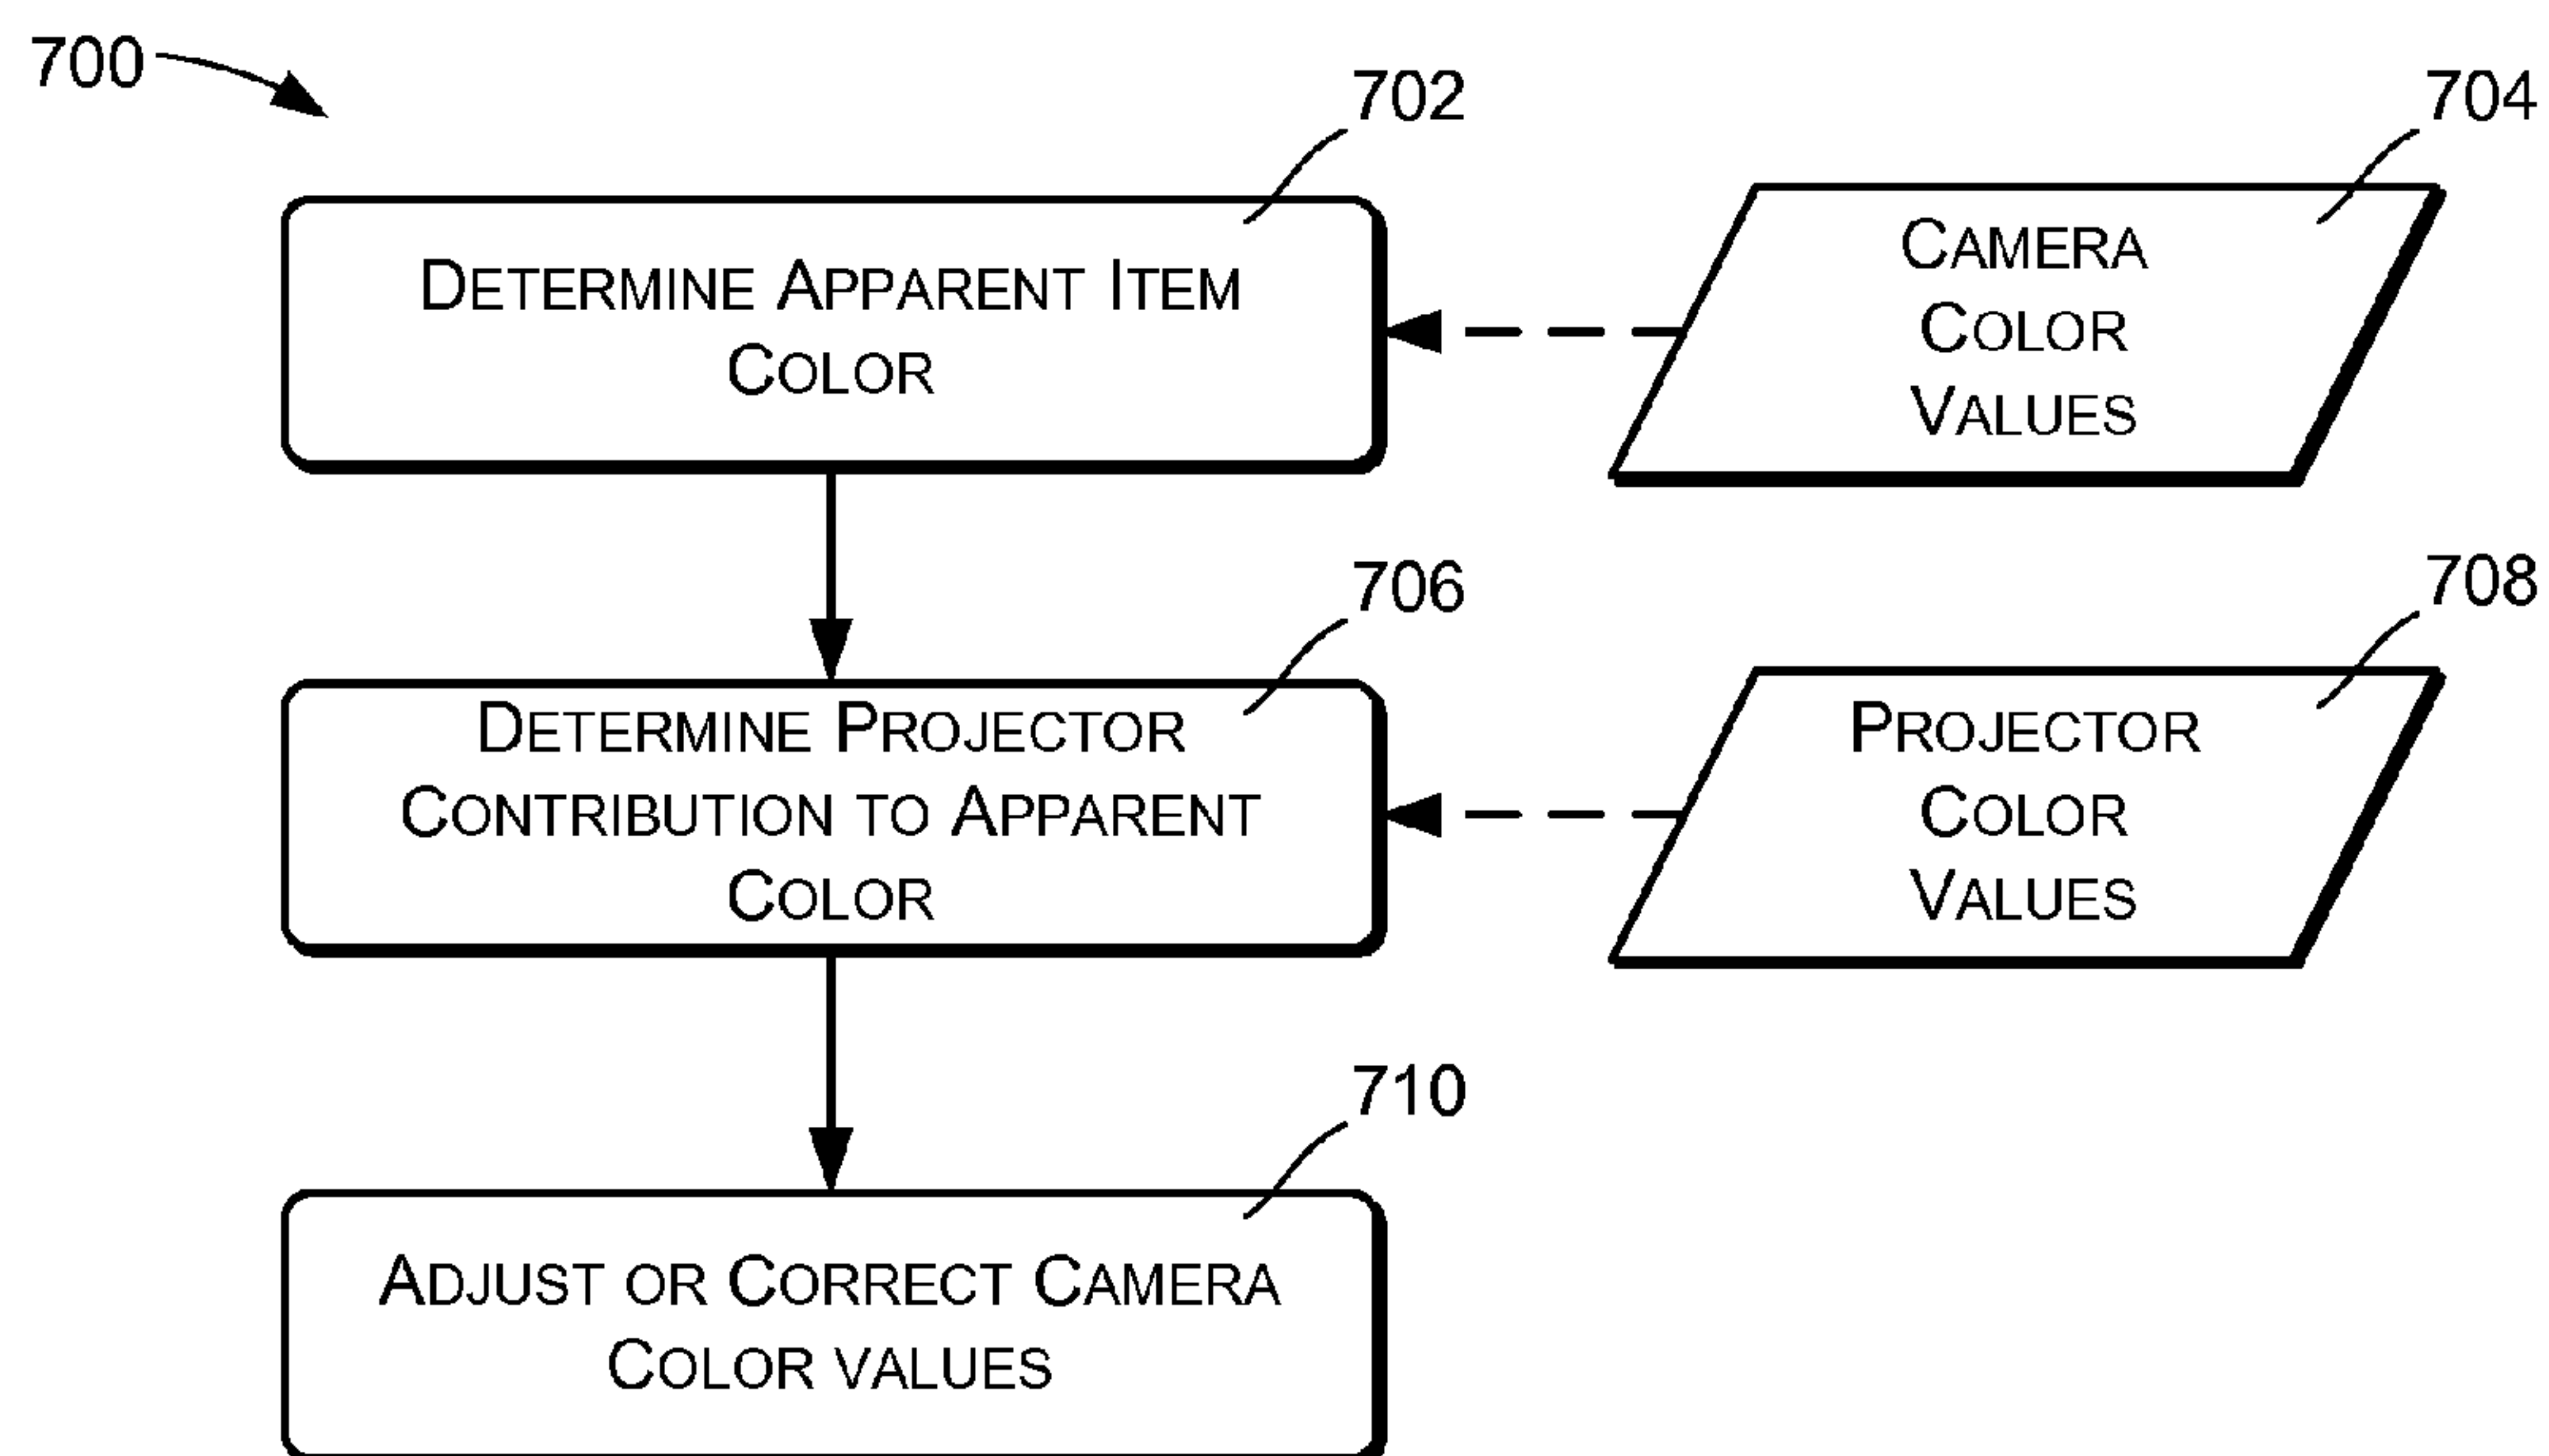 700
702
704
DETERMINE APPARENT ITEM
COLOR
CAMERA
COLOR
VALUES
706
708
DETERMINE PROJECTOR
CONTRIBUTION TO APPARENT
COLOR
PROJECTOR
COLOR
VALUES
710
ADJUST OR CORRECT CAMERA
COLOR VALUES